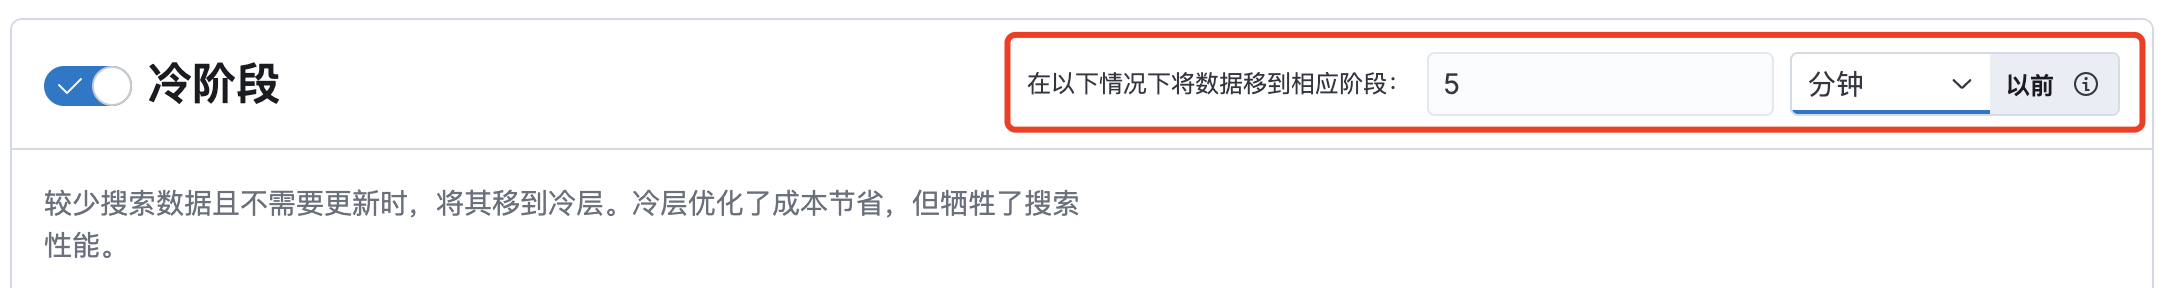 冷阶段
在以下情况下将数据移到相应阶段： 5 分钟 以前
较少搜索数据且不需要更新时，将其移到冷层。冷层优化了成本节省，但牺牲了搜索
性能。